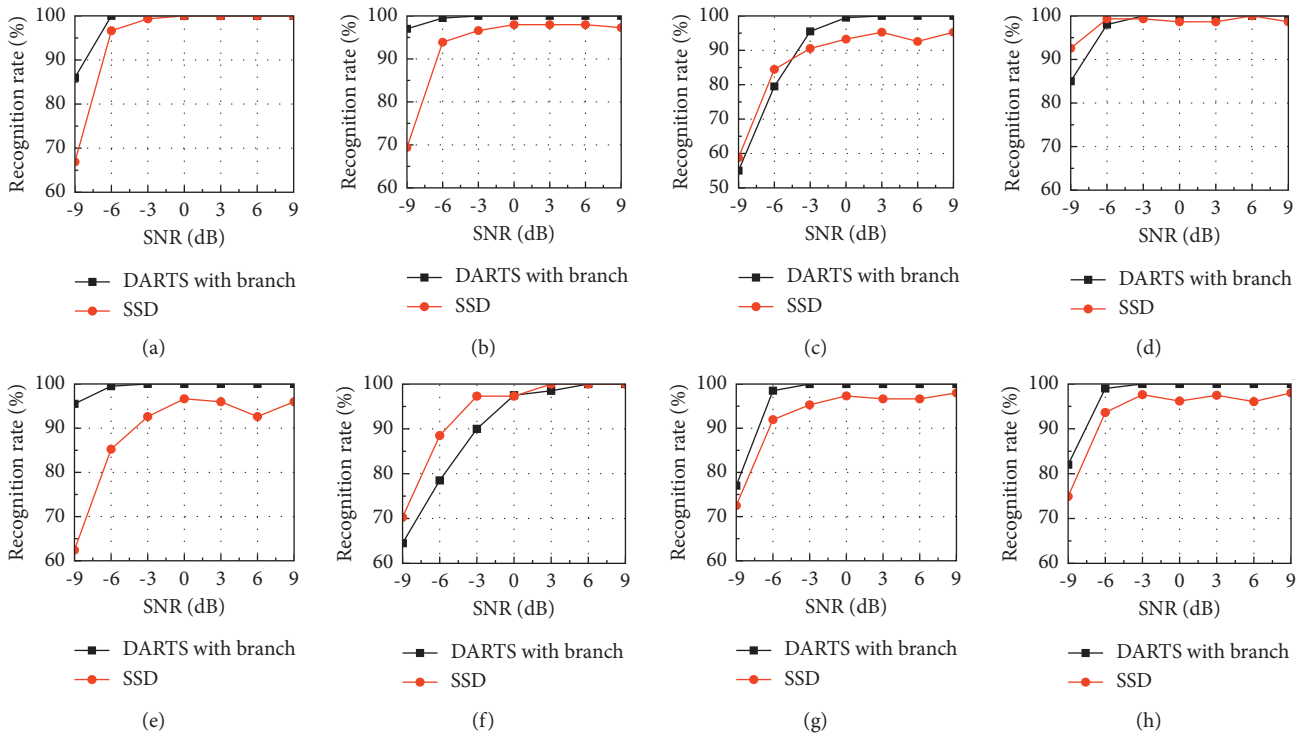 Recognition rate (%)
100
90
80
70
60
-9 -6 -3 0 3 6 9
SNR (dB)
DARTS with branch
SSD
(a)
Recognition rate (%)
100
90
80
70
60
-9 -6 -3 0 3 6 9
SNR (dB)
DARTS with branch
SSD
(b)
Recognition rate (%)
100
90
80
70
60
50
-9 -6 -3 0 3 6 9
SNR (dB)
DARTS with branch
SSD
(c)
Recognition rate (%)
100
90
80
70
60
-9 -6 -3 0 3 6 9
SNR (dB)
DARTS with branch
SSD
(d)
Recognition rate (%)
100
90
80
70
60
-9 -6 -3 0 3 6 9
SNR (dB)
DARTS with branch
SSD
(e)
Recognition rate (%)
100
90
80
70
60
-9 -6 -3 0 3 6 9
SNR (dB)
DARTS with branch
SSD
(f)
Recognition rate (%)
100
90
80
70
60
-9 -6 -3 0 3 6 9
SNR (dB)
DARTS with branch
SSD
(g)
Recognition rate (%)
100
90
80
70
60
-9 -6 -3 0 3 6 9
SNR (dB)
DARTS with branch
SSD
(h)